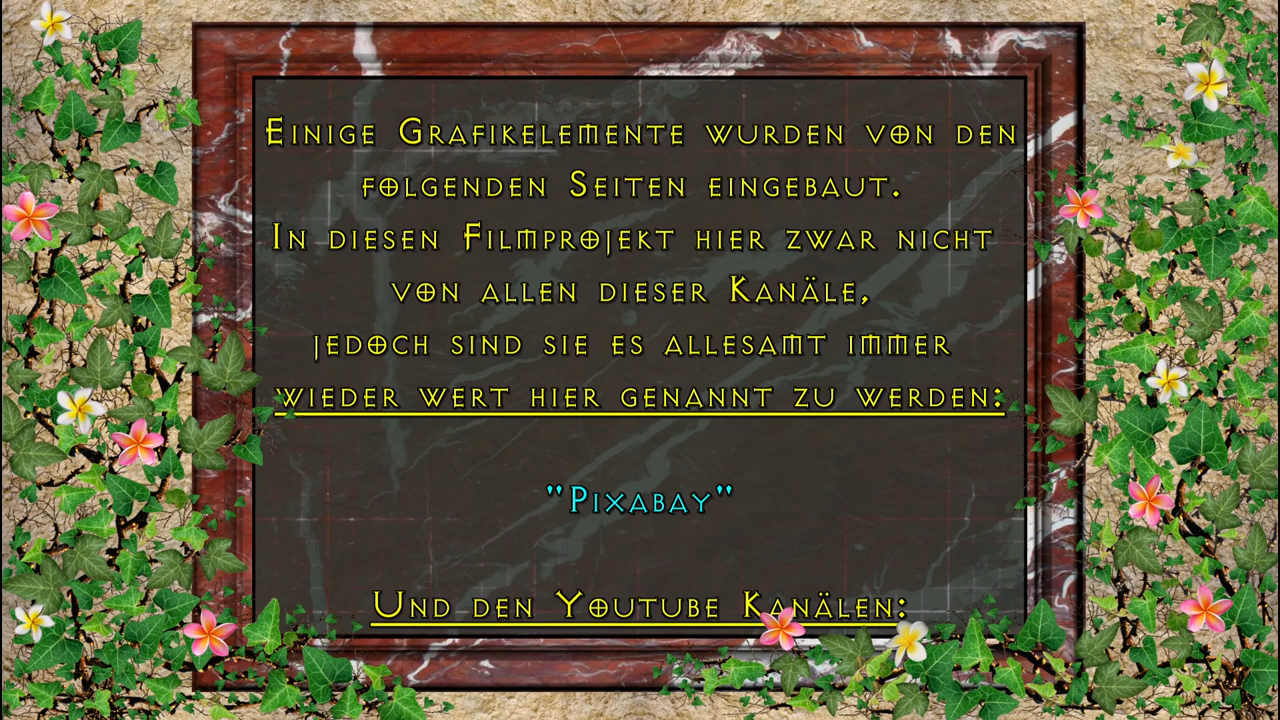 Einige Grafikelemente wurden von den
folgenden Seiten eingebaut.
In diesen Filmprojekt hier zwar nicht
von allen dieser Kanäle,
jedoch sind sie es allesamt immer
wieder wert hier genannt zu werden:
"Pixabay"
Und den Youtube Kanälen: